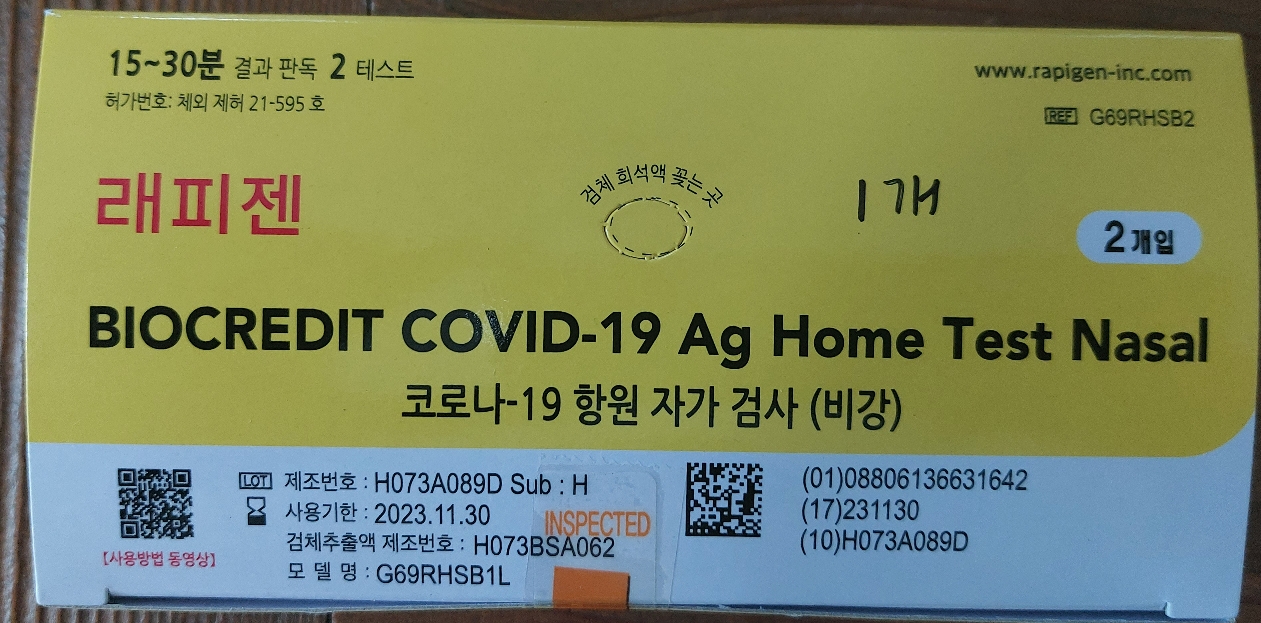 15~30분 결과 판독 2 테스트
허가번호: 체외 제허 21-595 호
www.rapigen-inc.com
REF G69RHSB2
래피젠
검체 희석액 꽂는 곳
1개
2개입
BIOCREDIT COVID-19 Ag Home Test Nasal
코로나-19 항원 자가 검사 (비강)
[사용방법 동영상]
LOT 제조번호 : H073A089D Sub : H
사용기한 : 2023.11.30
검체추출액 제조번호 : H073BSA062
모 델 명 : G69RHSB1L
INSPECTED
(01)08806136631642
(17)231130
(10)H073A089D